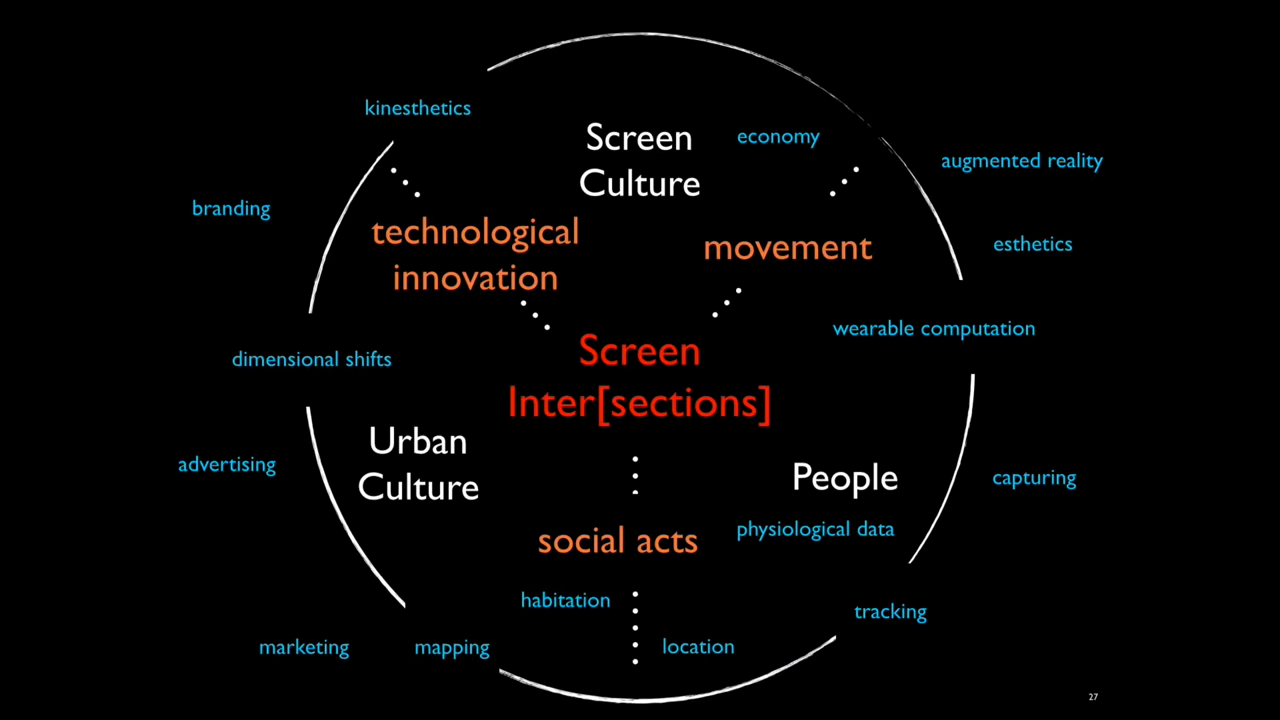 kinesthetics
Screen
Culture
economy
augmented reality
branding
technological
innovation
movement
esthetics
wearable computation
dimensional shifts
Screen
Inter[sections]
Urban
Culture
advertising
People
capturing
physiological data
social acts
habitation
tracking
marketing
mapping
location
27